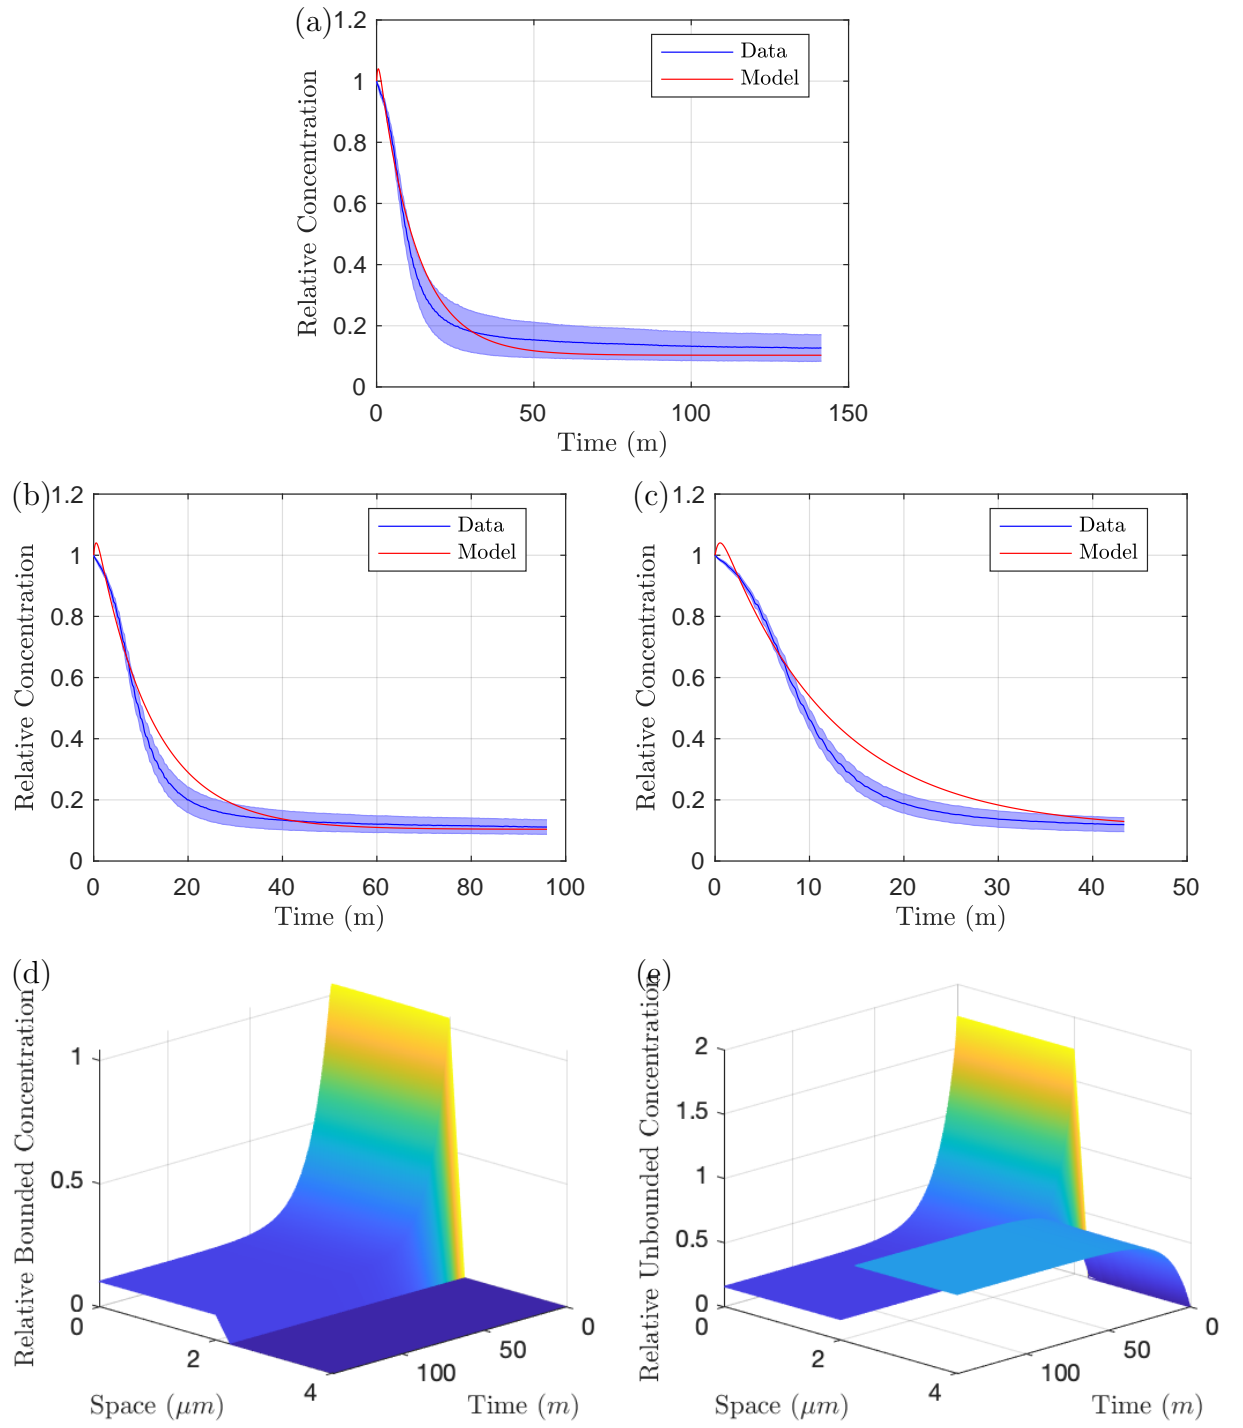 (a)
1.2
1
0.8
0.6
0.4
0.2
0
Relative Concentration
Data
Model
0 50 100 150
Time (m)
(b)
1.2
1
0.8
0.6
0.4
0.2
0
Relative Concentration
Data
Model
0 20 40 60 80 100
Time (m)
(c)
1.2
1
0.8
0.6
0.4
0.2
0
Relative Concentration
Data
Model
0 10 20 30 40 50
Time (m)
(d)
Relative Bounded Concentration
1
0.5
0
0 2 4
Space (μm)
100 50 0
Time (m)
(e)
Relative Unbounded Concentration
2
1.5
1
0.5
0
0 2 4
Space (μm)
100 50 0
Time (m)